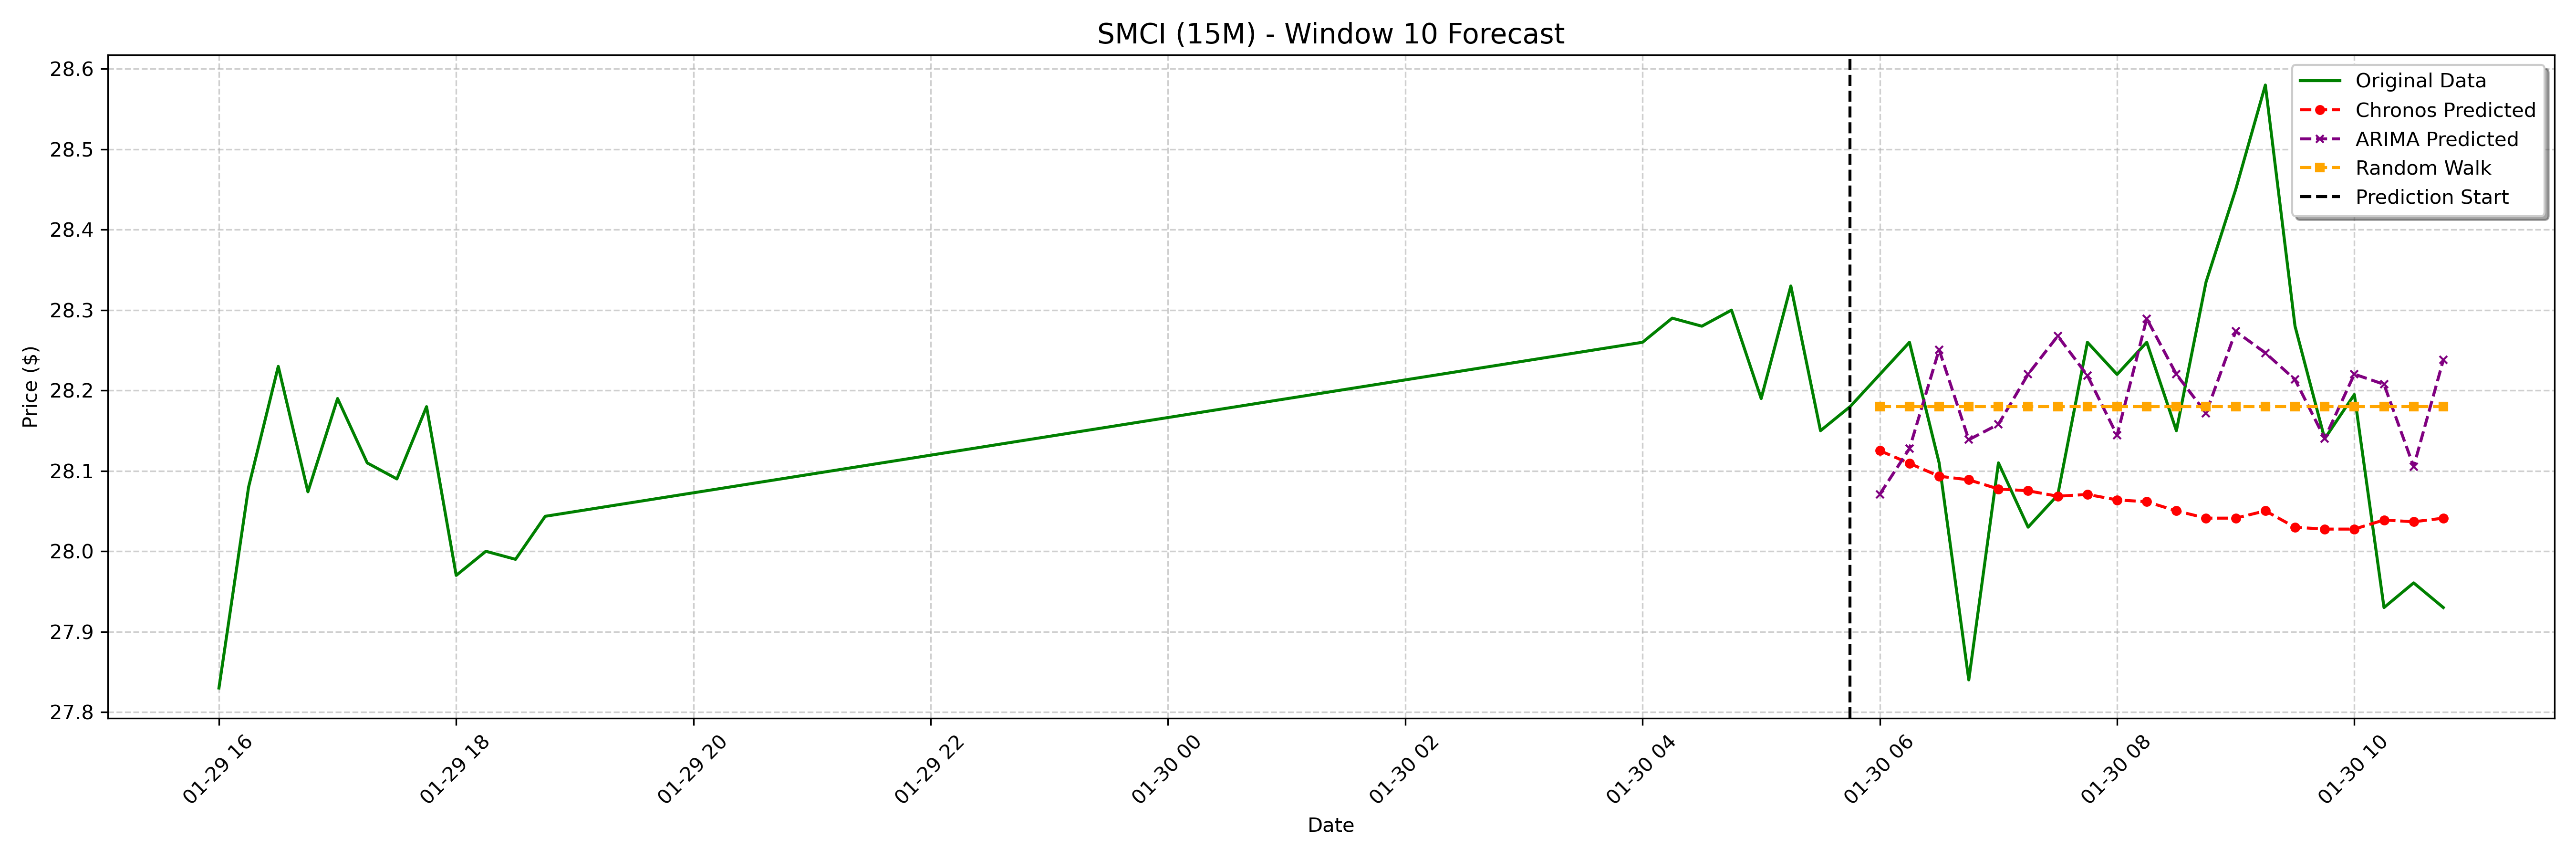 SMCI (15M) - Window 10 Forecast
Price ($)
28.6
28.5
28.4
28.3
28.2
28.1
28.0
27.9
27.8
Original Data
Chronos Predicted
ARIMA Predicted
Random Walk
Prediction Start
01-29 16
01-29 18
01-29 20
01-29 22
01-30 00
01-30 02
01-30 04
01-30 06
01-30 08
01-30 10
Date